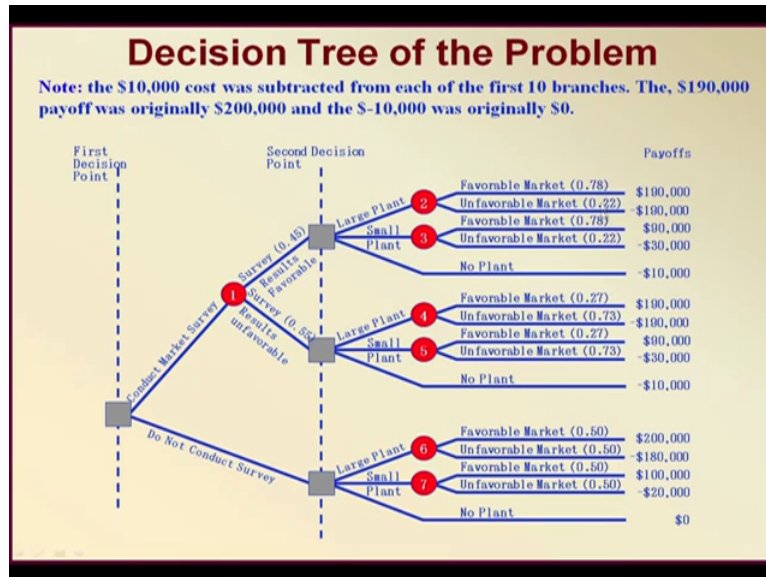 Decision Tree of the Problem
Note: the $10,000 cost was subtracted from each of the first 10 branches. The, $190,000
payoff was originally $200,000 and the $-10,000 was originally $0.
First
Decision
Point
Second Decision
Point
Payoffs
Conduct Market Survey
1
Survey (0.45)
Results
Favorable
Survey (0.55)
Results
unfavorable
Do Not Conduct Survey
Large Plant
2
Favorable Market (0.78)
$190,000
Unfavorable Market (0.22)
-$190,000
Small
Plant
3
Favorable Market (0.78)
$90,000
Unfavorable Market (0.22)
-$30,000
No Plant
-$10,000
Large Plant
4
Favorable Market (0.27)
$190,000
Unfavorable Market (0.73)
-$190,000
Small
Plant
5
Favorable Market (0.27)
$90,000
Unfavorable Market (0.73)
-$30,000
No Plant
-$10,000
Large Plant
6
Favorable Market (0.50)
$200,000
Unfavorable Market (0.50)
-$180,000
Small
Plant
7
Favorable Market (0.50)
$100,000
Unfavorable Market (0.50)
-$20,000
No Plant
$0